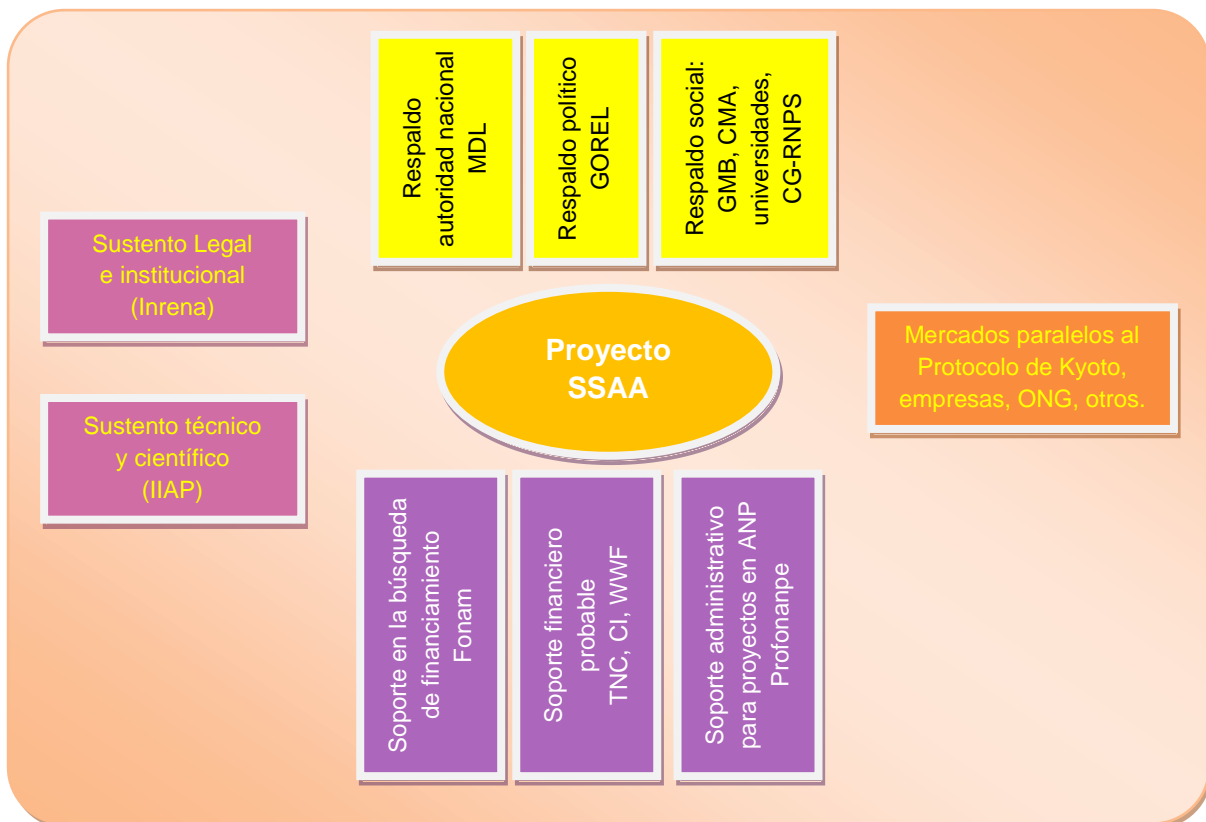 Respaldo
autoridad nacional
MDL
Respaldo político
GOREL
Respaldo social:
GMB, CMA,
universidades,
CG-RNPS
Sustento Legal
e institucional
(Inrena)
Sustento técnico
y científico
(IIAP)
Proyecto
SSAA
Mercados paralelos al
Protocolo de Kyoto,
empresas, ONG, otros.
Soporte en la búsqueda
de financiamiento
Fonam
Soporte financiero
probable
TNC, CI, WWF
Soporte administrativo
para proyectos en ANP
Profonanpe